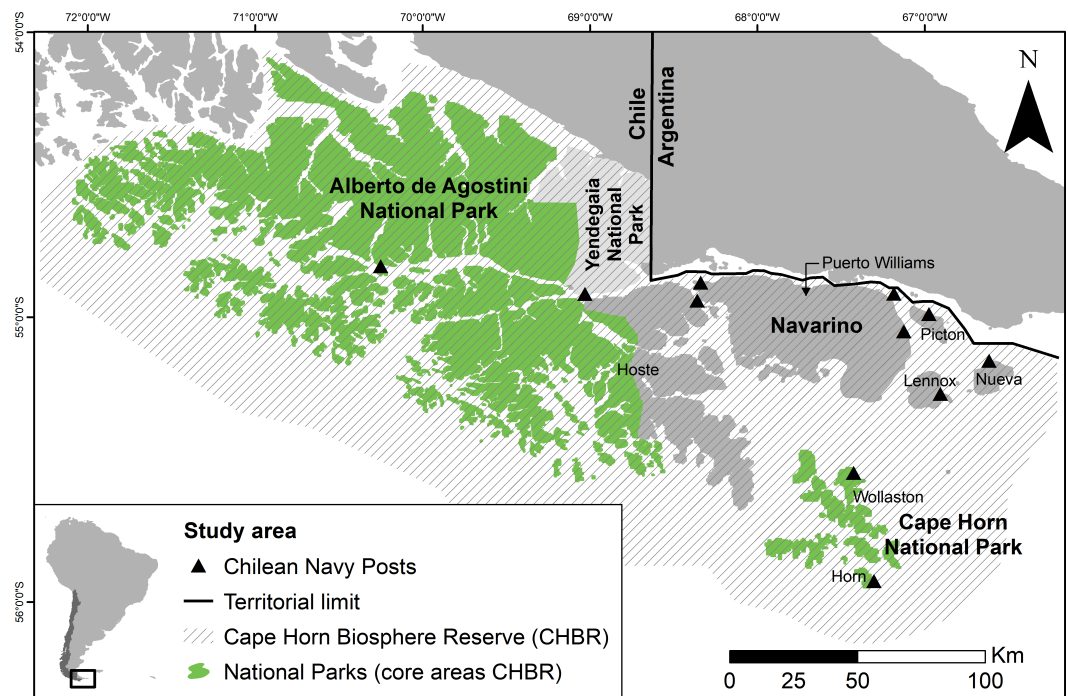 72°0'0"W 71°0'0"W 70°0'0"W 69°0'0"W 68°0'0"W 67°0'0"W
54°0'0"S
55°0'0"S
56°0'0"S
N
Chile
Argentina
Alberto de Agostini
National Park
Yendegaia
National
Park
Puerto Williams
Navarino
Picton
Hoste
Lennox
Nueva
Wollaston
Cape Horn
National Park
Horn
Study area
Chilean Navy Posts
Territorial limit
Cape Horn Biosphere Reserve (CHBR)
National Parks (core areas CHBR)
Km
0 25 50 100